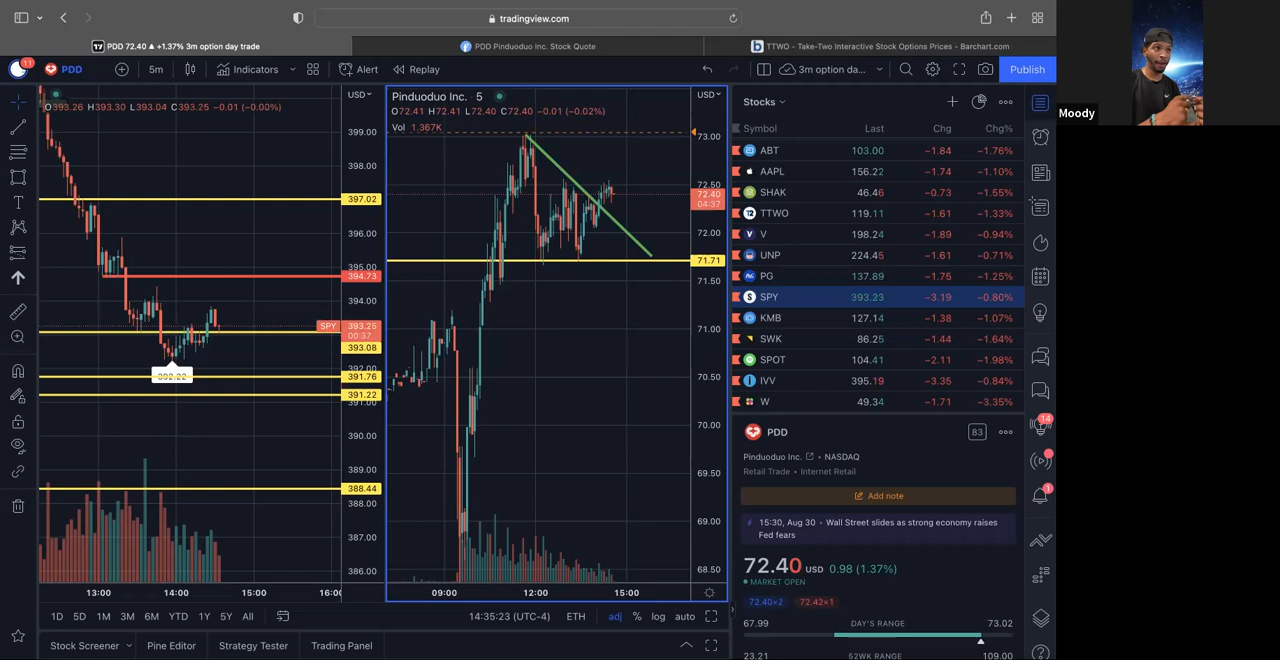 tradingview.com
PDD 72.40 ▲ +1.37% 3m option day trade
PDD Pinduoduo Inc. Stock Quote
TTWO - Take-Two Interactive Stock Options Prices - Barchart.com
11
PDD
5m
Indicators
Alert
Replay
3m option da...
Publish
O393.26 H393.30 L393.04 C393.25 −0.01 (−0.00%)
USD
399.00
398.00
397.02
396.00
395.00
394.73
394.00
SPY 393.25
00:37
393.08
392.00
391.76
391.22
391.00
390.00
389.00
388.44
388.00
387.00
386.00
392.22
13:00
14:00
15:00
16:00
Pinduoduo Inc. · 5
O72.41 H72.41 L72.40 C72.40 −0.01 (−0.02%)
Vol 1.367K
USD
73.00
72.50
72.40
04:37
72.00
71.71
71.50
71.00
70.50
70.00
69.50
69.00
68.50
09:00
12:00
15:00
1D 5D 1M 3M 6M YTD 1Y 5Y All
14:35:23 (UTC-4)
ETH
adj % log auto
Stock Screener
Pine Editor
Strategy Tester
Trading Panel
Stocks
Symbol Last Chg Chg%
ABT 103.00 −1.84 −1.76%
AAPL 156.22 −1.74 −1.10%
SHAK 46.46 −0.73 −1.55%
TTWO 119.11 −1.61 −1.33%
V 198.24 −1.89 −0.94%
UNP 224.45 −1.61 −0.71%
PG 137.89 −1.75 −1.25%
SPY 393.23 −3.19 −0.80%
KMB 127.14 −1.38 −1.07%
SWK 86.25 −1.44 −1.64%
SPOT 104.41 −2.11 −1.98%
IVV 395.19 −3.35 −0.84%
W 49.34 −1.71 −3.35%
PDD
83
Pinduoduo Inc. • NASDAQ
Retail Trade • Internet Retail
Add note
15:30, Aug 30 • Wall Street slides as strong economy raises
Fed fears
72.40 USD 0.98 (1.37%)
MARKET OPEN
72.40×2
72.42×1
67.99 DAY'S RANGE 73.02
23.21 52WK RANGE 109.00
14
1
Moody